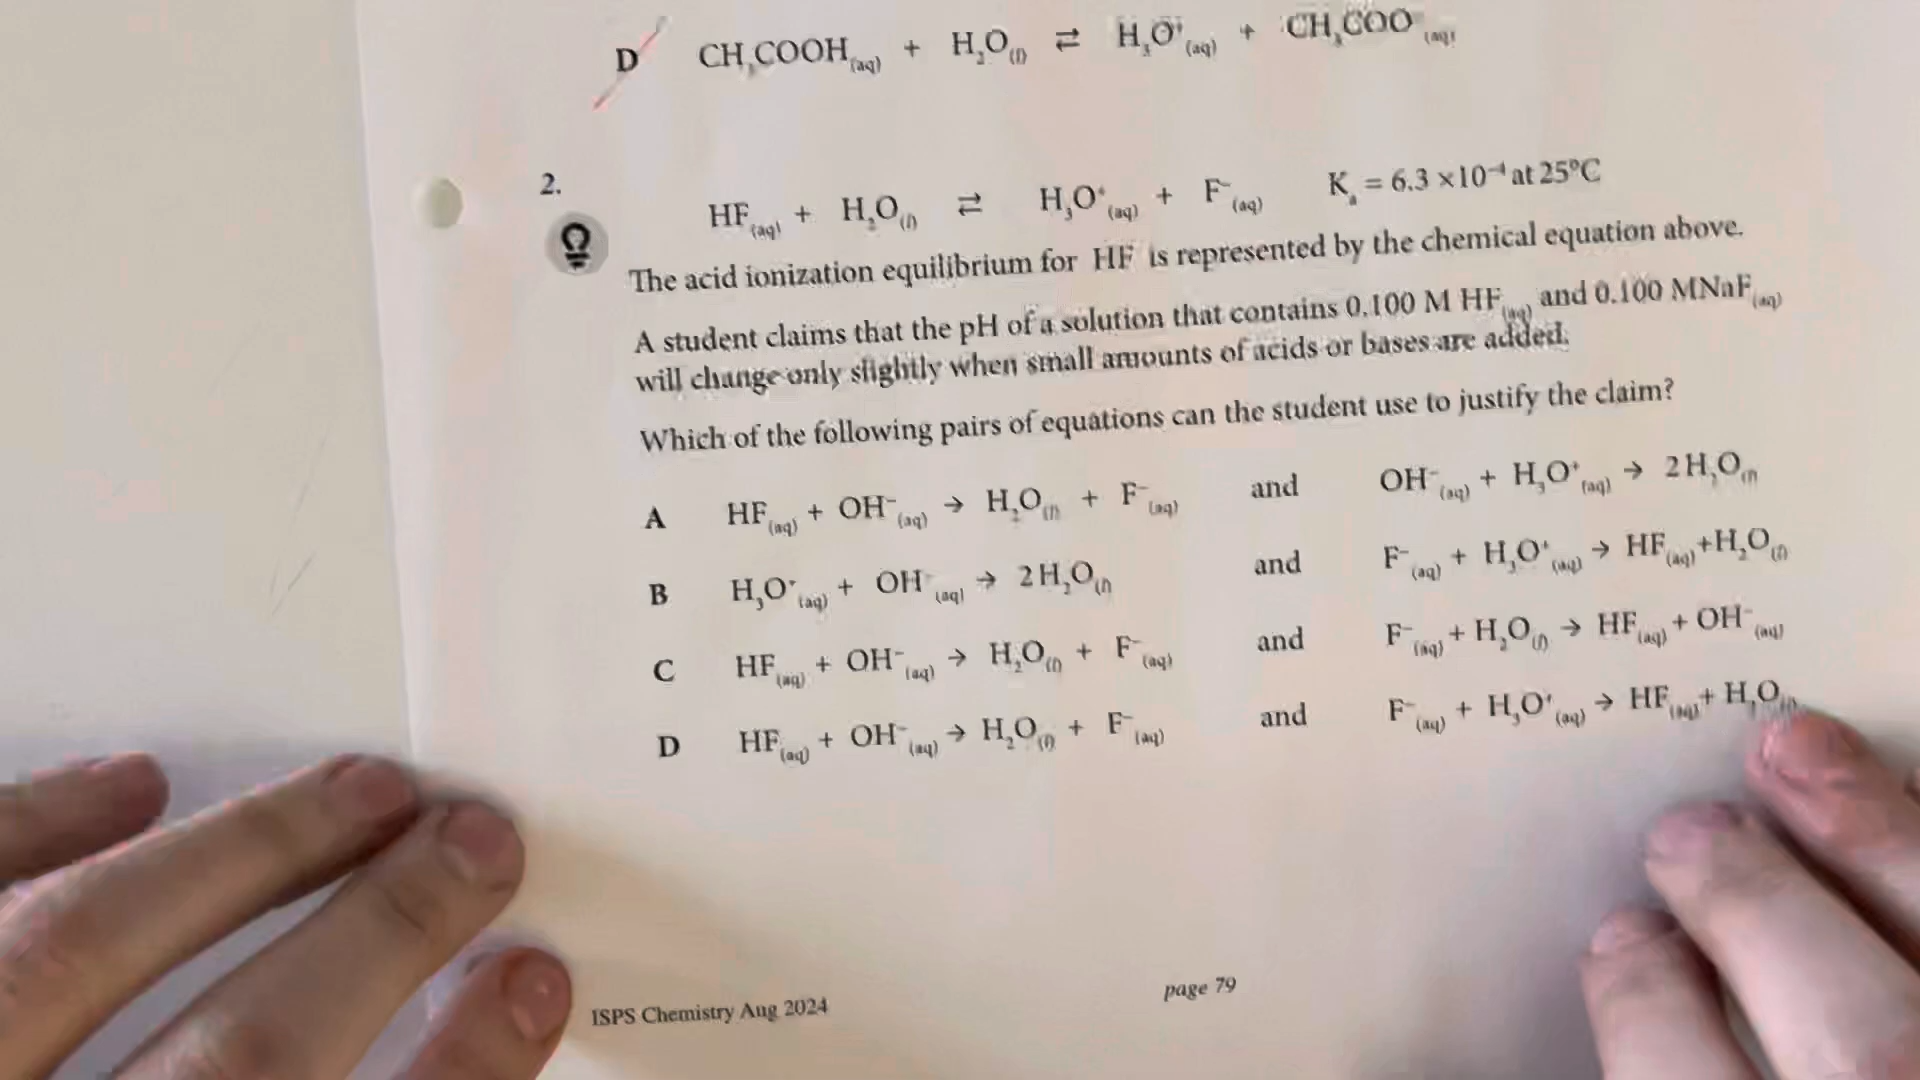 D CH₃COOH(aq) + H₂O(l) ⇄ H₃O⁺(aq) + CH₃COO (aq)
2.
HF(aq) + H₂O(l) ⇄ H₃O⁺(aq) + F⁻(aq) Kₐ = 6.3 ×10⁻⁴ at 25°C
The acid ionization equilibrium for HF is represented by the chemical equation above.
A student claims that the pH of a solution that contains 0.100 M HF(aq) and 0.100 MNaF(aq)
will change only slightly when small amounts of acids or bases are added.
Which of the following pairs of equations can the student use to justify the claim?
A HF(aq) + OH⁻(aq) → H₂O(l) + F⁻(aq) and OH⁻(aq) + H₃O⁺(aq) → 2H₂O(l)
B H₃O⁺(aq) + OH⁻(aq) → 2H₂O(l) and F⁻(aq) + H₃O⁺(aq) → HF(aq)+H₂O(l)
C HF(aq) + OH⁻(aq) → H₂O(l) + F⁻(aq) and F⁻(aq) + H₂O(l) → HF(aq) + OH⁻(aq)
D HF(aq) + OH⁻(aq) → H₂O(l) + F⁻(aq) and F⁻(aq) + H₃O⁺(aq) → HF(aq) + H₂O(l)
ISPS Chemistry Aug 2024 page 79